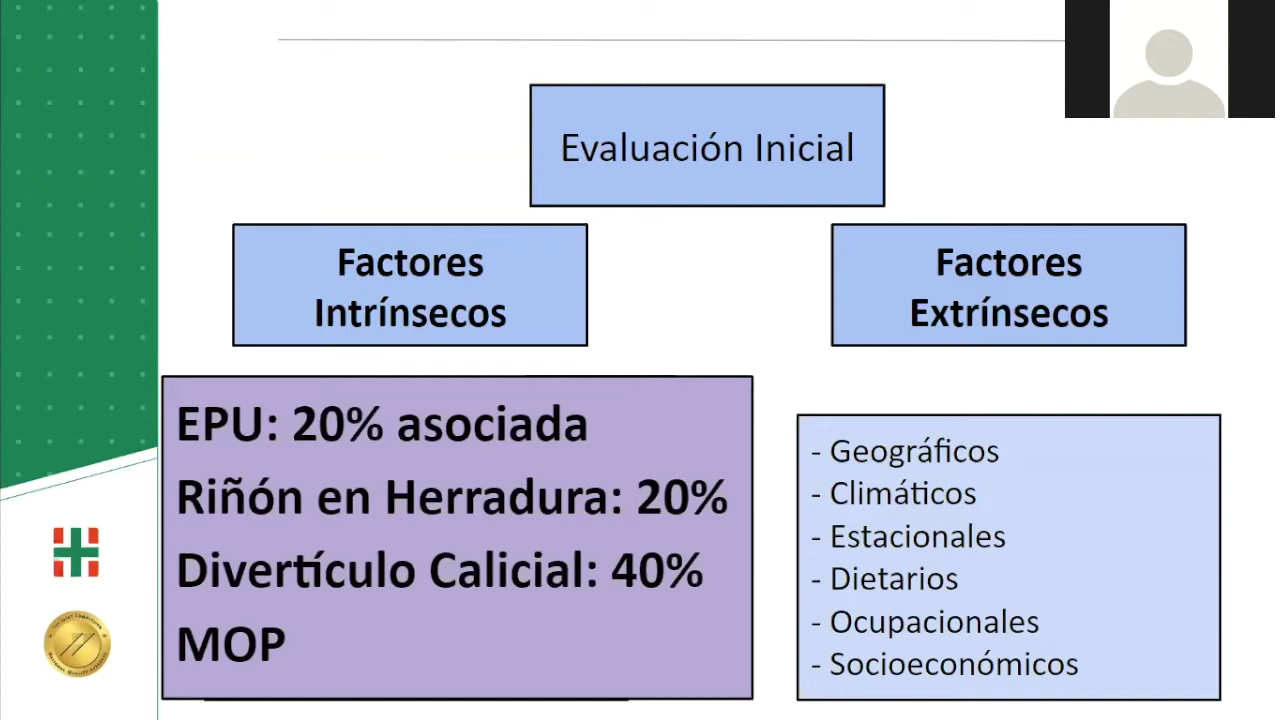 Evaluación Inicial
Factores
Intrínsecos
Factores
Extrínsecos
EPU: 20% asociada
Riñón en Herradura: 20%
Divertículo Calicial: 40%
MOP
- Geográficos
- Climáticos
- Estacionales
- Dietarios
- Ocupacionales
- Socioeconómicos